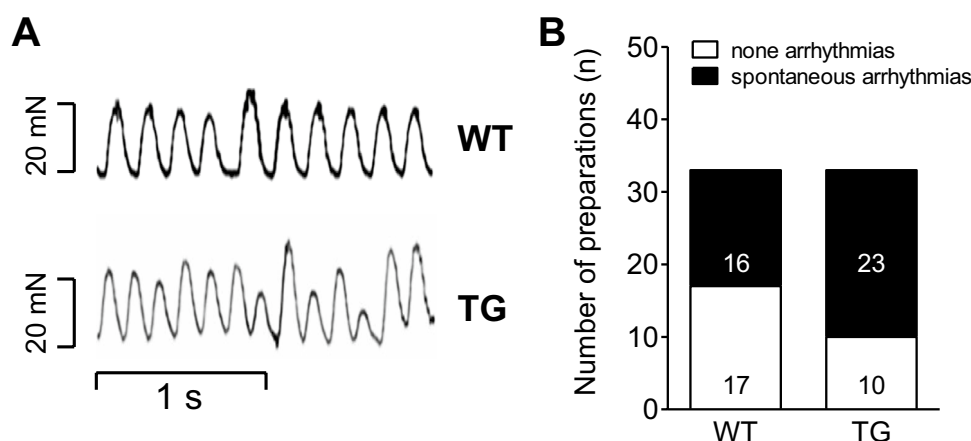 A
20 mN
WT
20 mN
TG
1 s
B
Number of preparations (n)
50
40
30
20
10
0
none arrhythmias
spontaneous arrhythmias
16
23
17
10
WT
TG